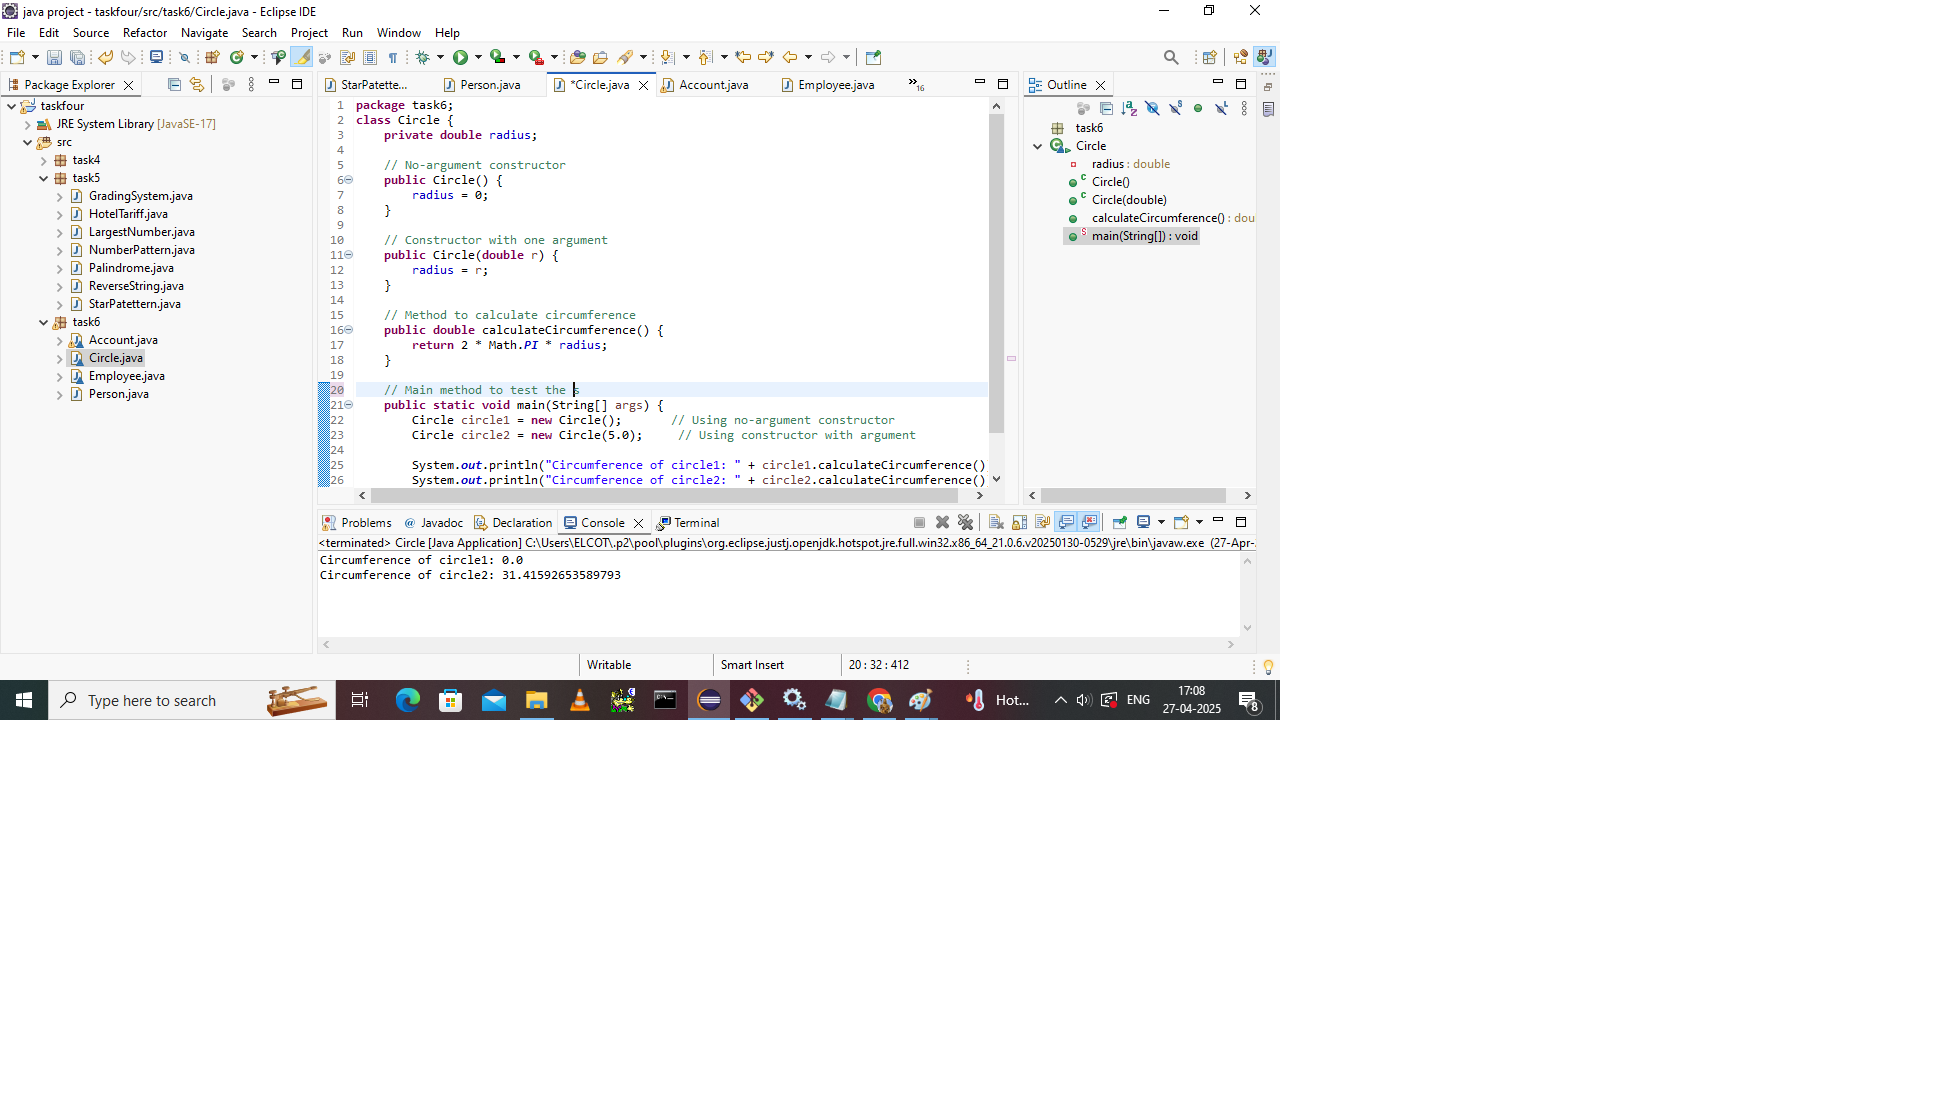 java project - taskfour/src/task6/Circle.java - Eclipse IDE
File Edit Source Refactor Navigate Search Project Run Window Help
Package Explorer
taskfour
JRE System Library [JavaSE-17]
src
task4
task5
GradingSystem.java
HotelTariff.java
LargestNumber.java
NumberPattern.java
Palindrome.java
ReverseString.java
StarPatettern.java
task6
Account.java
Circle.java
Employee.java
Person.java
StarPatette... Person.java *Circle.java Account.java Employee.java »16
1 package task6;
2 class Circle {
3 private double radius;
4
5 // No-argument constructor
6 public Circle() {
7 radius = 0;
8 }
9
10 // Constructor with one argument
11 public Circle(double r) {
12 radius = r;
13 }
14
15 // Method to calculate circumference
16 public double calculateCircumference() {
17 return 2 * Math.PI * radius;
18 }
19
20 // Main method to test the s
21 public static void main(String[] args) {
22 Circle circle1 = new Circle(); // Using no-argument constructor
23 Circle circle2 = new Circle(5.0); // Using constructor with argument
24
25 System.out.println("Circumference of circle1: " + circle1.calculateCircumference()
26 System.out.println("Circumference of circle2: " + circle2.calculateCircumference()
Outline
task6
Circle
radius : double
Circle()
Circle(double)
calculateCircumference() : dou
main(String[]) : void
Problems @ Javadoc Declaration Console Terminal
<terminated> Circle [Java Application] C:\Users\ELCOT\.p2\pool\plugins\org.eclipse.justj.openjdk.hotspot.jre.full.win32.x86_64_21.0.6.v20250130-0529\jre\bin\javaw.exe (27-Apr-
Circumference of circle1: 0.0
Circumference of circle2: 31.41592653589793
Writable Smart Insert 20 : 32 : 412
Type here to search
Hot... ENG
17:08
27-04-2025
8